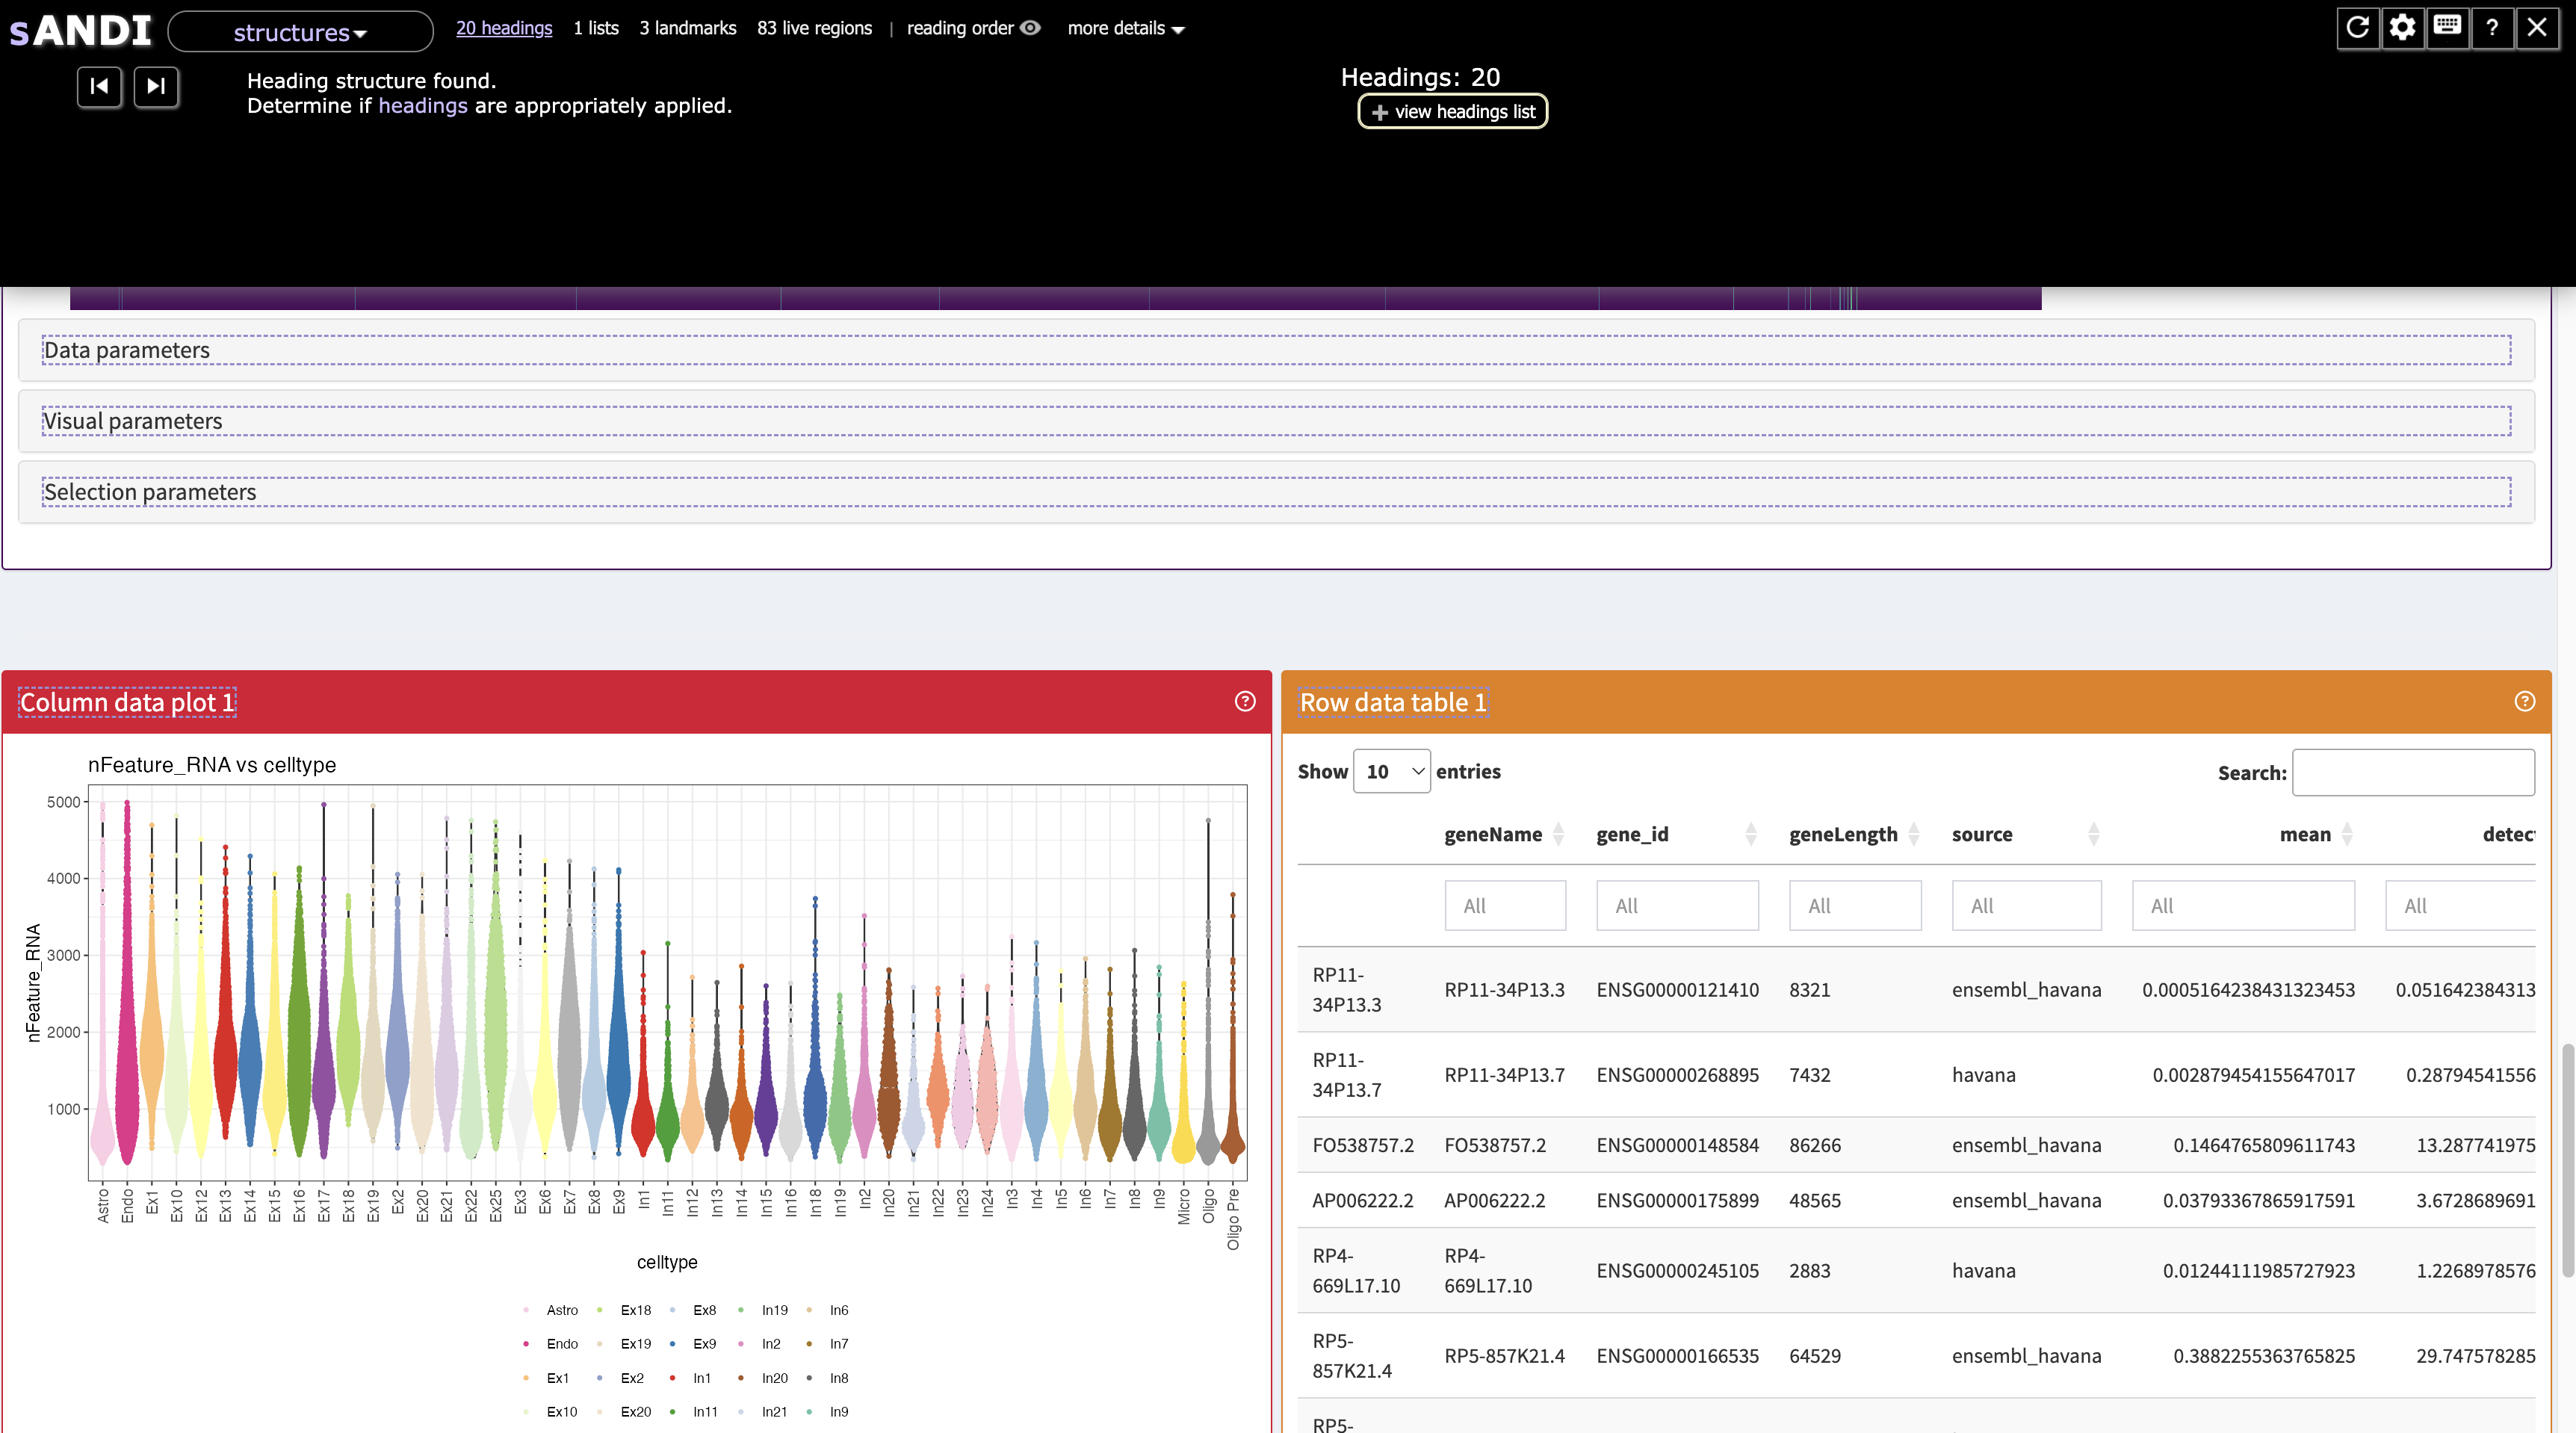 sANDI structures 20 headings 1 lists 3 landmarks 83 live regions | reading order more details ?
Heading structure found.
Determine if headings are appropriately applied.
Headings: 20
+ view headings list
Data parameters
Visual parameters
Selection parameters
Column data plot 1 ?
nFeature_RNA vs celltype
nFeature_RNA
5000
4000
3000
2000
1000
Astro Endo Ex1 Ex10 Ex12 Ex13 Ex14 Ex15 Ex16 Ex17 Ex18 Ex19 Ex2 Ex20 Ex21 Ex22 Ex25 Ex3 Ex6 Ex7 Ex8 Ex9 In1 In11 In12 In13 In14 In15 In16 In18 In19 In2 In20 In21 In22 In23 In24 In3 In4 In5 In6 In7 In8 In9 Micro Oligo Oligo Pre
celltype
Astro Ex18 Ex8 In19 In6
Endo Ex19 Ex9 In2 In7
Ex1 Ex2 In1 In20 In8
Ex10 Ex20 In11 In21 In9
Row data table 1 ?
Show 10 entries Search:
geneName gene_id geneLength source mean detect
All All All All All All
RP11-
34P13.3 RP11-34P13.3 ENSG00000121410 8321 ensembl_havana 0.0005164238431323453 0.051642384313
RP11-
34P13.7 RP11-34P13.7 ENSG00000268895 7432 havana 0.002879454155647017 0.28794541556
FO538757.2 FO538757.2 ENSG00000148584 86266 ensembl_havana 0.1464765809611743 13.287741975
AP006222.2 AP006222.2 ENSG00000175899 48565 ensembl_havana 0.03793367865917591 3.6728689691
RP4- RP4-
669L17.10 669L17.10 ENSG00000245105 2883 havana 0.01244111985727923 1.2268978576
RP5-
857K21.4 RP5-857K21.4 ENSG00000166535 64529 ensembl_havana 0.3882255363765825 29.747578285
RP5-